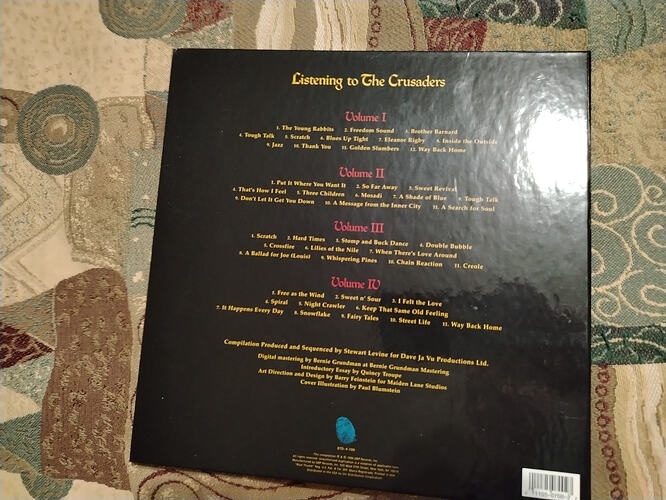 Listening to The Crusaders
Volume I
1. The Young Rabbits 2. Freedom Sound 3. Brother Barnard
4. Tough Talk 5. Scratch 6. Blues Up Tight 7. Eleanor Rigby 8. Inside the Outside
9. Jazz 10. Thank You 11. Golden Slumbers 12. Way Back Home
Volume II
1. Put It Where You Want It 2. So Far Away 3. Sweet Revival
4. That's How I Feel 5. Three Children 6. Mosadi 7. A Shade of Blue 8. Tough Talk
9. Don't Let It Get You Down 10. A Message from the Inner City 11. A Search for Soul
Volume III
1. Scratch 2. Hard Times 3. Stomp and Buck Dance 4. Double Bubble
5. Crossfire 6. Lilies of the Nile 7. When There's Love Around
8. A Ballad for Joe (Louis) 9. Whispering Pines 10. Chain Reaction 11. Creole
Volume IV
1. Free as the Wind 2. Sweet n' Sour 3. I Felt the Love
4. Spiral 5. Night Crawler 6. Keep That Same Old Feeling
7. It Happens Every Day 8. Snowflake 9. Fairy Tales 10. Street Life 11. Way Back Home
Compilation Produced and Sequenced by Stewart Levine for Dave Ja Vu Productions Ltd.
Digital mastering by Bernie Grundman at Bernie Grundman Mastering
Introductory Essay by Quincy Troupe
Art Direction and Design by Barry Feinstein for Maiden Lane Studios
Cover Illustration by Paul Blumstein